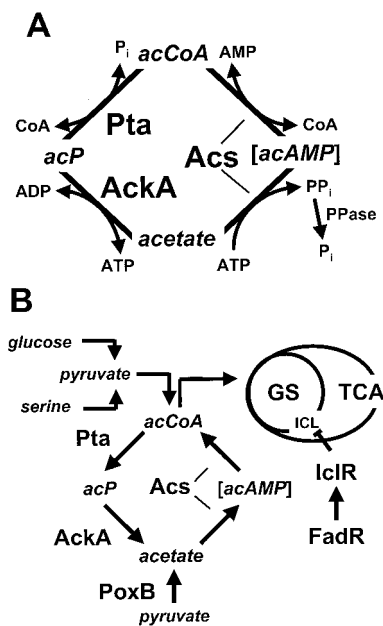 A
Pi acCoA AMP
CoA Pta CoA
acP Acs [acAMP]
ADP AckA PPi
PPase
acetate
ATP ATP Pi
B
glucose
pyruvate GS TCA
serine acCoA ICL
Pta
IclR
acP Acs [acAMP]
AckA FadR
acetate
PoxB
pyruvate